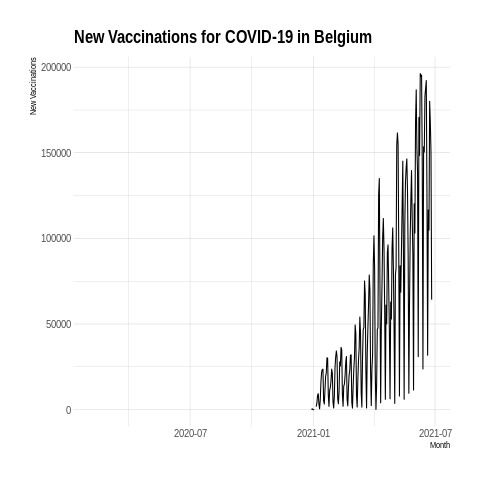 New Vaccinations for COVID-19 in Belgium
New Vaccinations
200000
150000
100000
50000
0
2020-07
2021-01
2021-07
Month